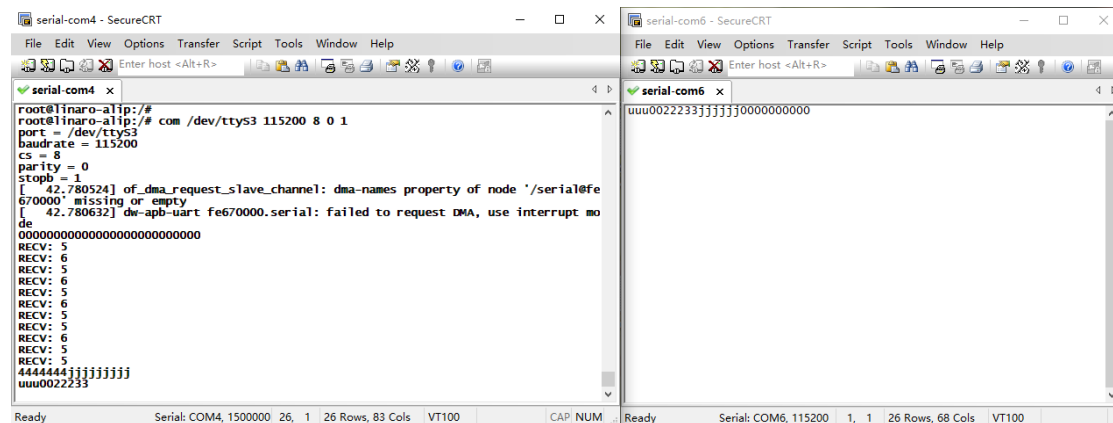 serial-com4 - SecureCRT
File Edit View Options Transfer Script Tools Window Help
Enter host <Alt+R>
serial-com4
root@linaro-alip:/#
root@linaro-alip:/# com /dev/ttyS3 115200 8 0 1
port = /dev/ttyS3
baudrate = 115200
cs = 8
parity = 0
stopb = 1
[   42.780524] of_dma_request_slave_channel: dma-names property of node '/serial@fe
670000' missing or empty
[   42.780632] dw-apb-uart fe670000.serial: failed to request DMA, use interrupt mo
de
00000000000000000000000000
RECV: 5
RECV: 6
RECV: 5
RECV: 6
RECV: 5
RECV: 6
RECV: 5
RECV: 5
RECV: 6
RECV: 5
RECV: 5
4444444jjjjjjjjj
uuu0022233
Ready Serial: COM4, 1500000 26, 1 26 Rows, 83 Cols VT100 CAP NUM
serial-com6 - SecureCRT
File Edit View Options Transfer Script Tools Window Help
Enter host <Alt+R>
serial-com6
uuu0022233jjjjjj0000000000
Ready Serial: COM6, 115200 1, 1 26 Rows, 68 Cols VT100